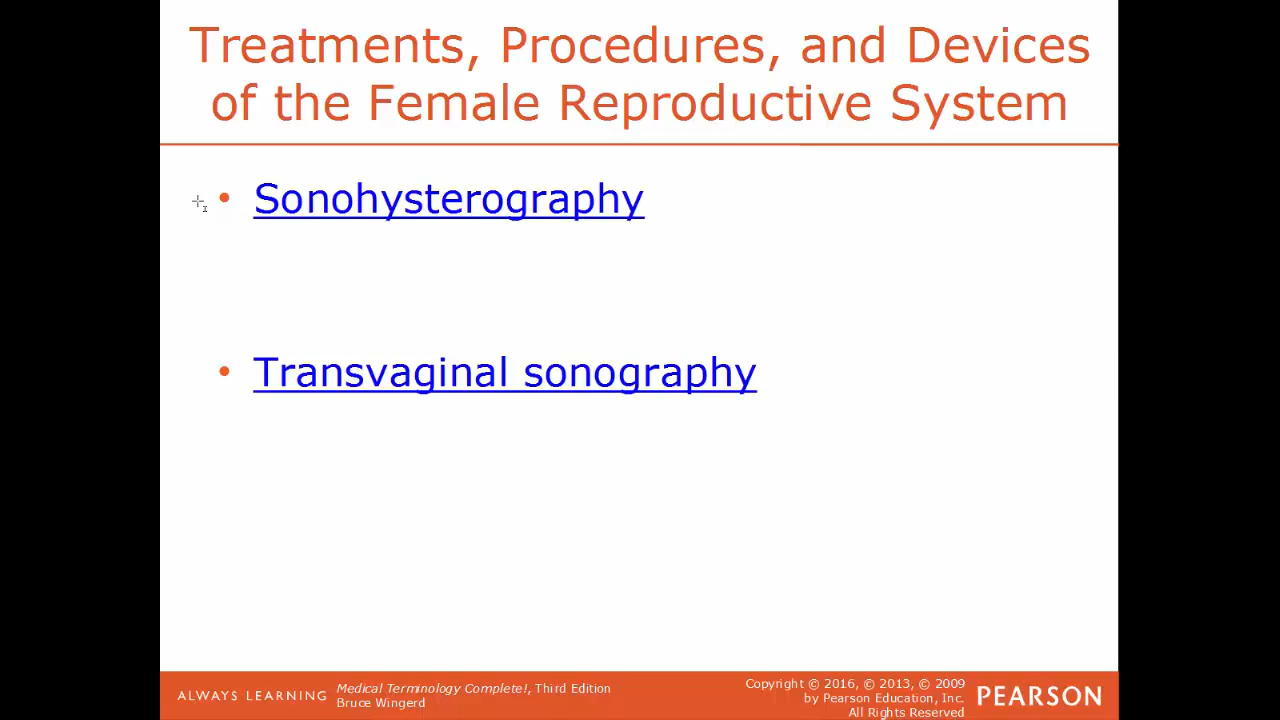 Treatments, Procedures, and Devices
of the Female Reproductive System
• Sonohysterography
• Transvaginal sonography
ALWAYS LEARNING
Medical Terminology Complete!, Third Edition
Bruce Wingerd
Copyright © 2016, © 2013, © 2009
by Pearson Education, Inc.
All Rights Reserved
PEARSON